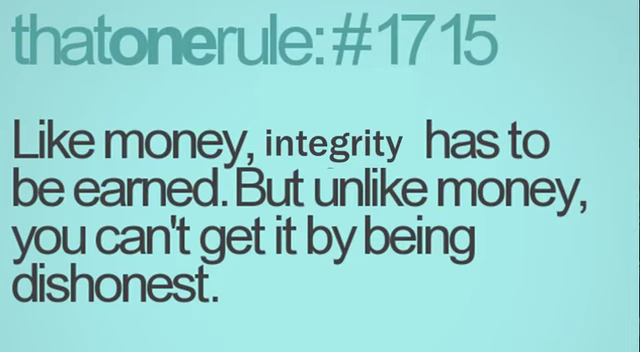 thatonerule:#1715
Like money, integrity has to
be earned. But unlike money,
you can't get it by being
dishonest.